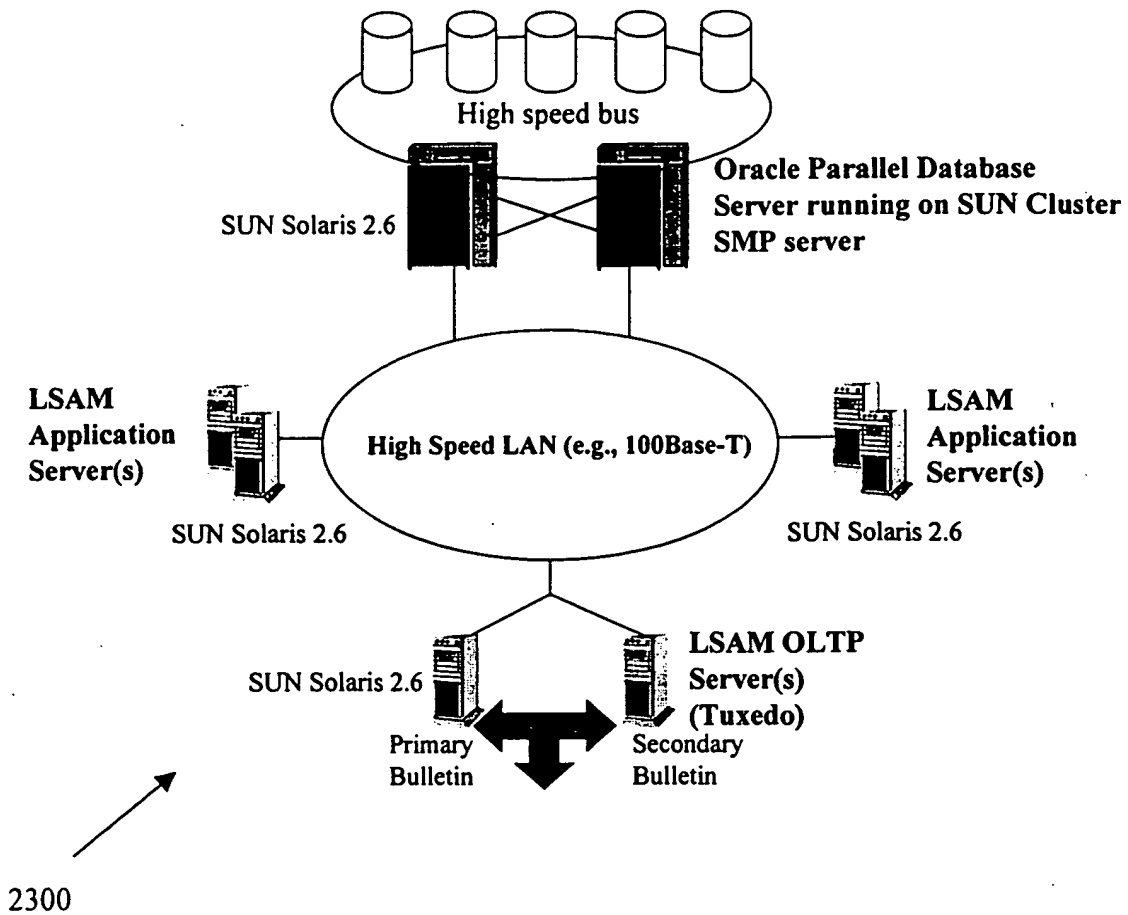 High speed bus
SUN Solaris 2.6
Oracle Parallel Database
Server running on SUN Cluster
SMP server
LSAM
Application
Server(s)
SUN Solaris 2.6
High Speed LAN (e.g., 100Base-T)
LSAM
Application
Server(s)
SUN Solaris 2.6
SUN Solaris 2.6
LSAM OLTP
Server(s)
(Tuxedo)
Primary
Bulletin
Secondary
Bulletin
2300